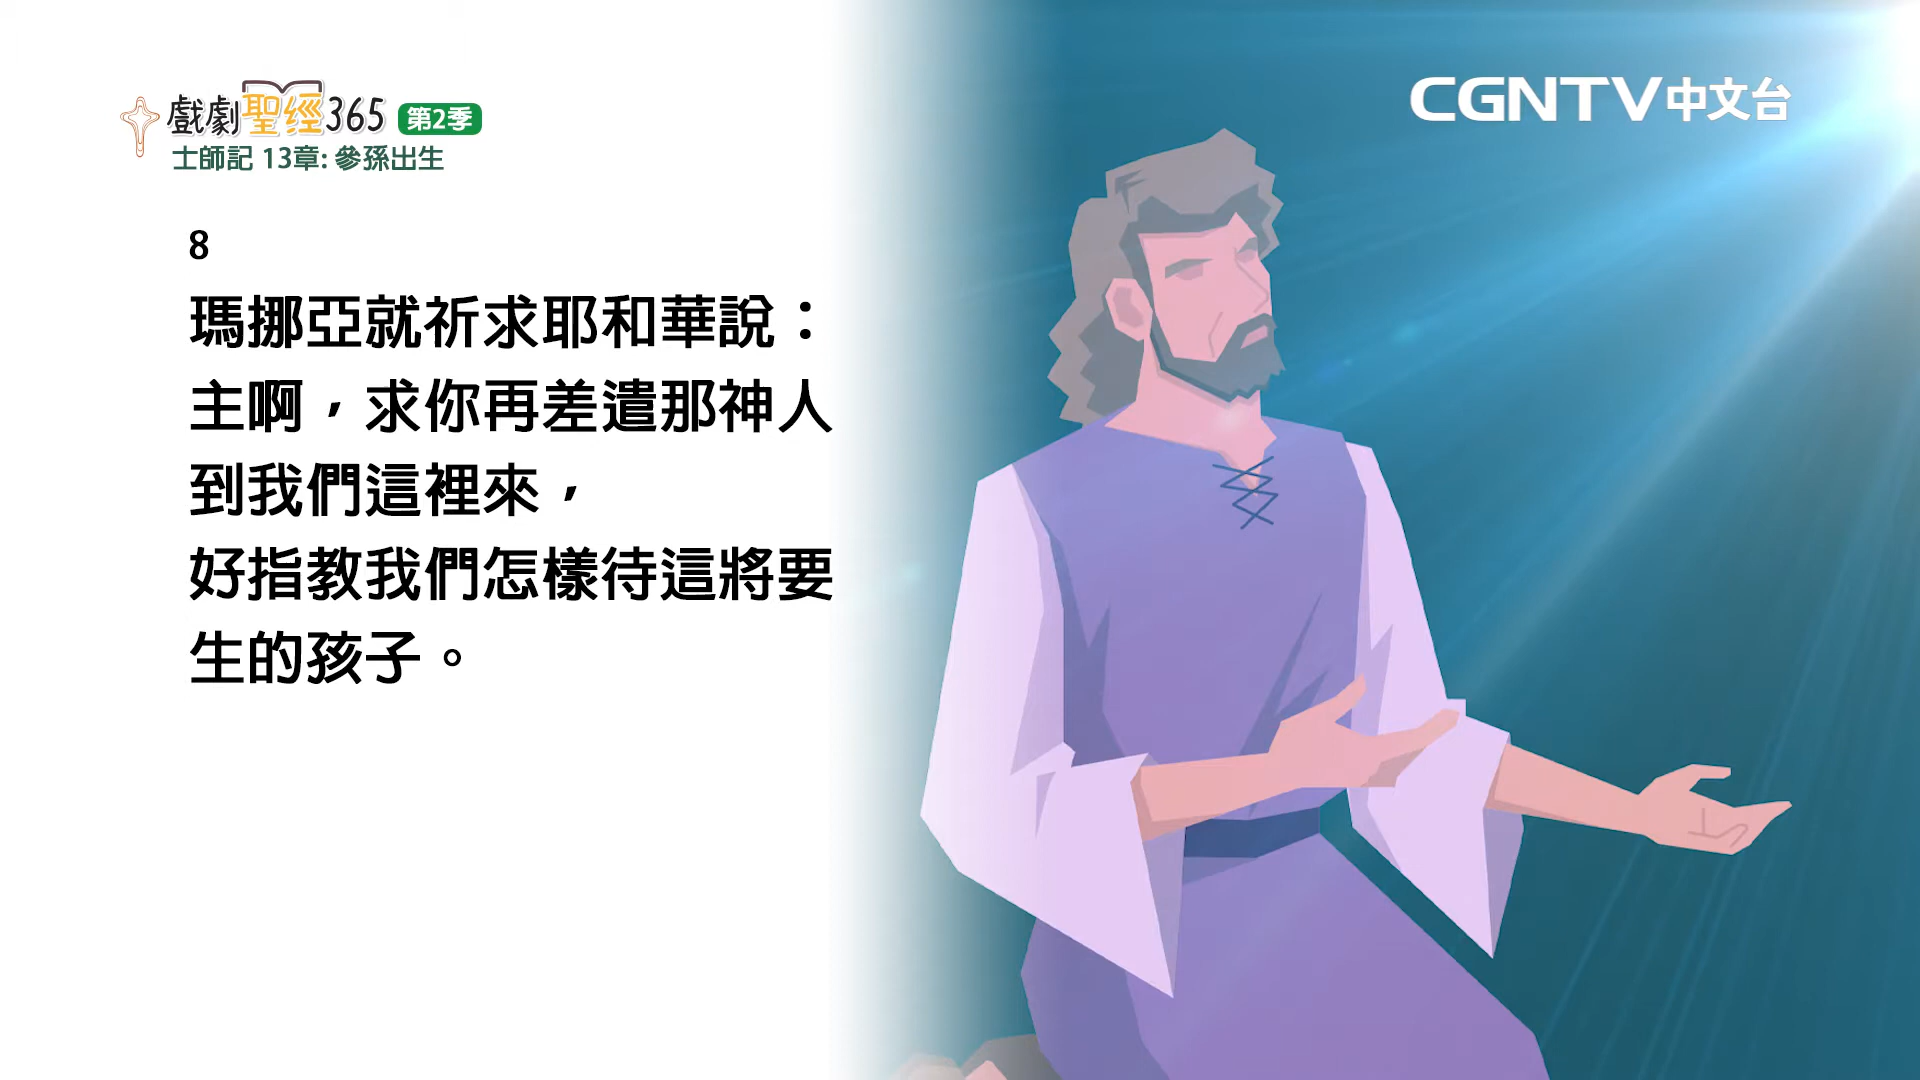 戲劇聖經365 第2季
CGNTV中文台
士師記 13章: 參孫出生
8
瑪挪亞就祈求耶和華說：
主啊，求你再差遣那神人
到我們這裡來，
好指教我們怎樣待這將要
生的孩子。